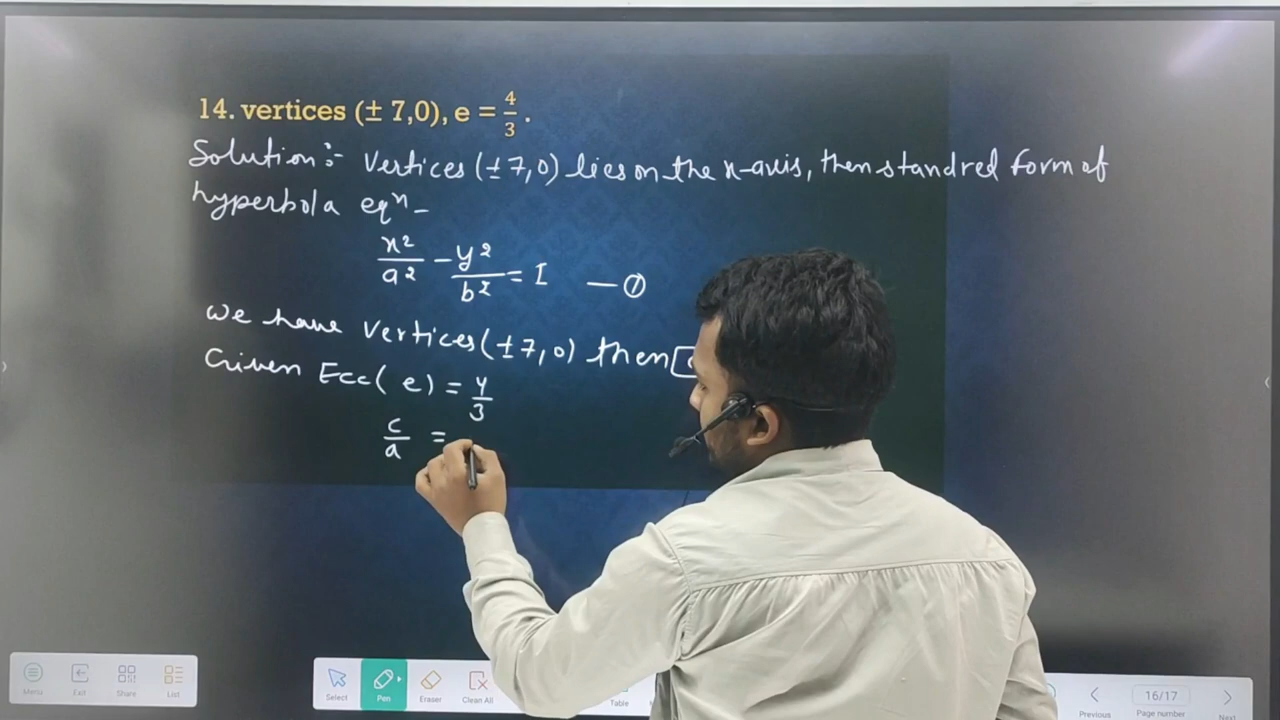 14. vertices (± 7,0), e = 4/3 .
Solution :- Vertices (±7,0) lies on the x-axis, then standred form of
hyperbola eqⁿ -
x²/a² - y²/b² = 1 — ①
We have Vertices (±7,0) then
Given Ecc( e) = 4/3
c/a =
Menu
Exit
Share
List
Select
Pen
Eraser
Clean All
Table
Previous
16/17
Page number
Next